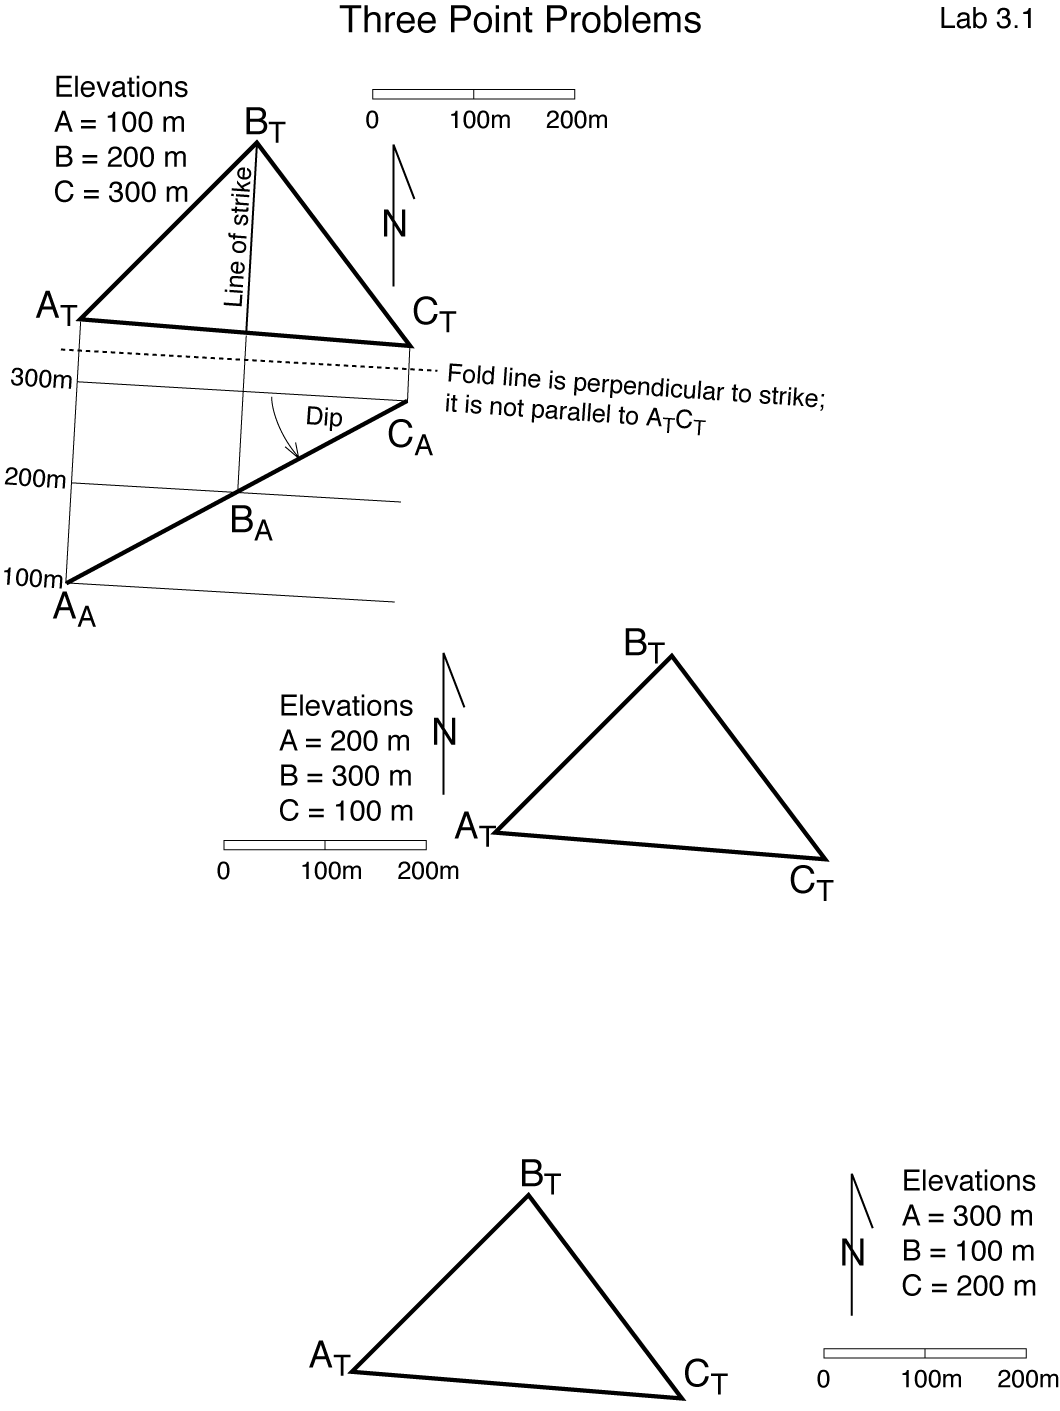 Three Point Problems
Lab 3.1
Elevations
A = 100 m
B = 200 m
C = 300 m
0 100m 200m
N
BT
Line of strike
AT
CT
Fold line is perpendicular to strike;
it is not parallel to ATCT
300m
Dip
CA
200m
BA
100m
AA
Elevations
A = 200 m
B = 300 m
C = 100 m
0 100m 200m
N
BT
AT
CT
BT
AT
CT
N
Elevations
A = 300 m
B = 100 m
C = 200 m
0 100m 200m